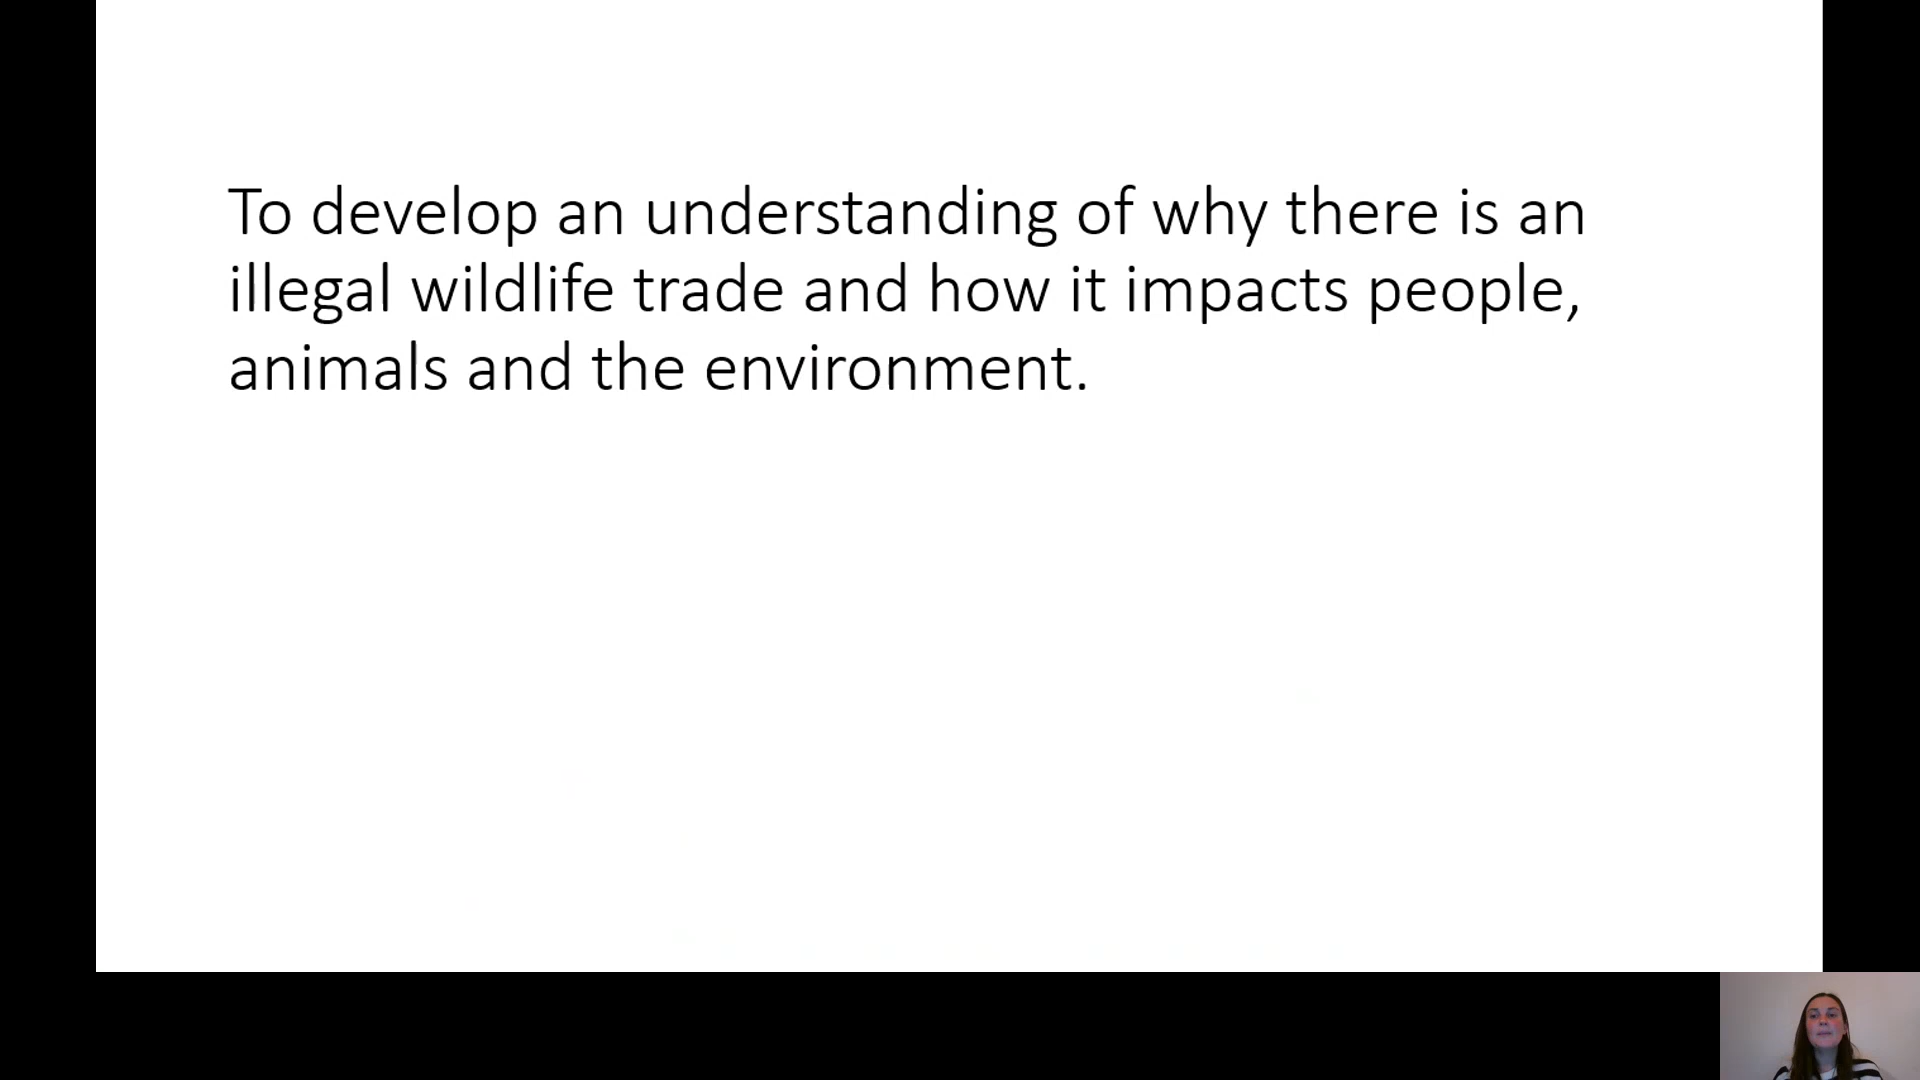 To develop an understanding of why there is an
illegal wildlife trade and how it impacts people,
animals and the environment.